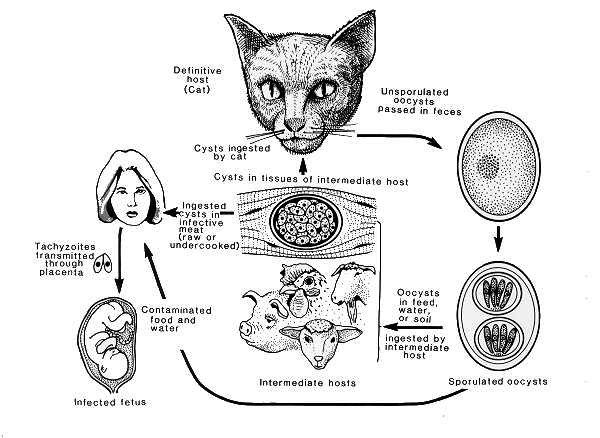 Definitive
host
(Cat)
Unsporulated
oocysts
passed in feces
Cysts ingested
by cat
Cysts in tissues of intermediate host
Ingested
cysts in
infective
meat
(raw or
undercooked)
Tachyzoites
transmitted
through
placenta
Contaminated
food and
water
Oocysts
in feed,
water,
or soil
ingested by
intermediate
host
Infected fetus
Intermediate hosts
Sporulated oocysts